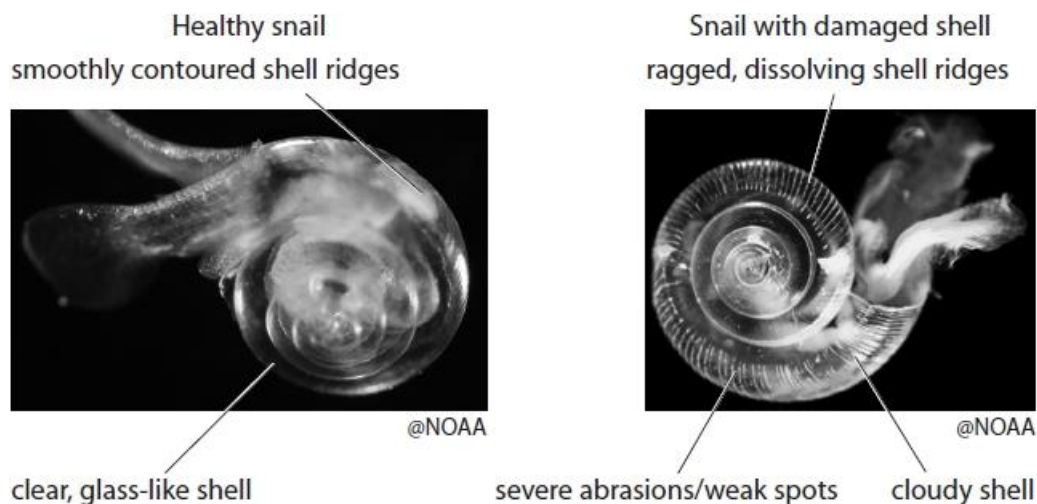 Healthy snail
smoothly contoured shell ridges
@NOAA
clear, glass-like shell
Snail with damaged shell
ragged, dissolving shell ridges
@NOAA
severe abrasions/weak spots
cloudy shell